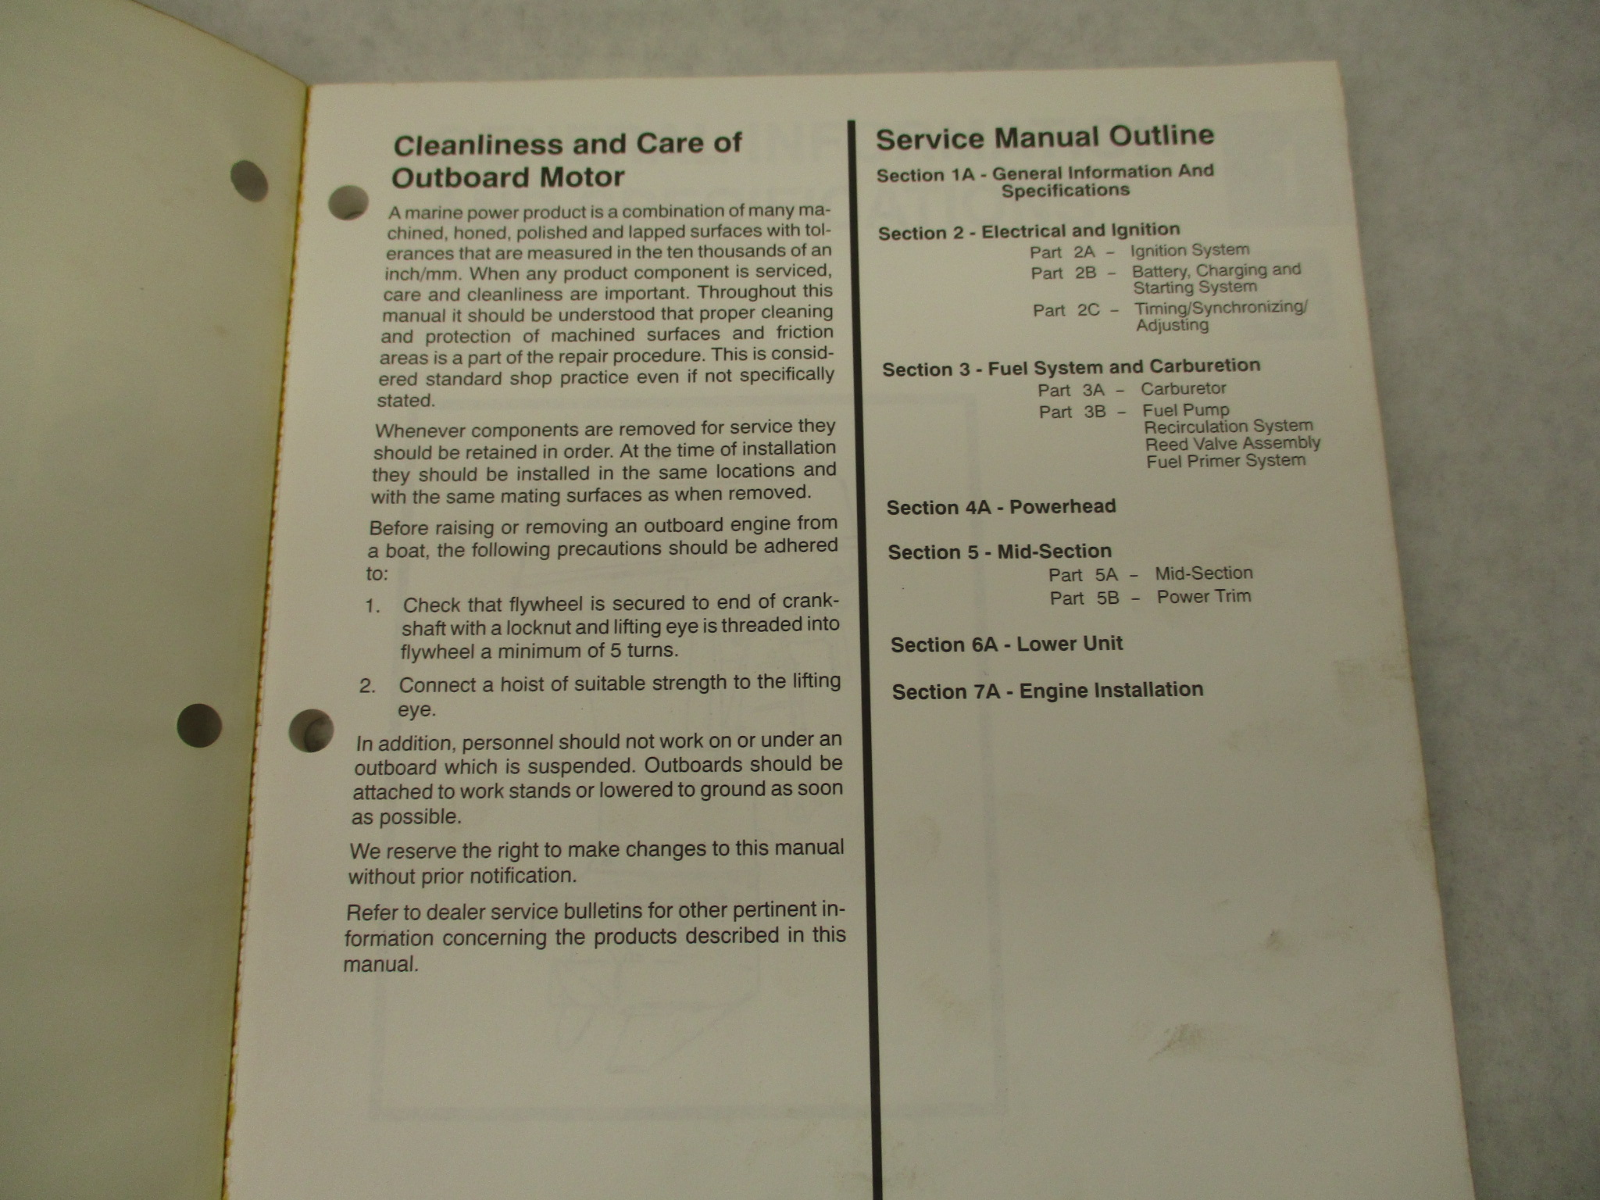 Cleanliness and Care of
Outboard Motor
A marine power product is a combination of many ma-
chined, honed, polished and lapped surfaces with tol-
erances that are measured in the ten thousands of an
inch/mm. When any product component is serviced,
care and cleanliness are important. Throughout this
manual it should be understood that proper cleaning
and protection of machined surfaces and friction
areas is a part of the repair procedure. This is consid-
ered standard shop practice even if not specifically
stated.
Whenever components are removed for service they
should be retained in order. At the time of installation
they should be installed in the same locations and
with the same mating surfaces as when removed.
Before raising or removing an outboard engine from
a boat, the following precautions should be adhered
to:
1. Check that flywheel is secured to end of crank-
shaft with a locknut and lifting eye is threaded into
flywheel a minimum of 5 turns.
2. Connect a hoist of suitable strength to the lifting
eye.
In addition, personnel should not work on or under an
outboard which is suspended. Outboards should be
attached to work stands or lowered to ground as soon
as possible.
We reserve the right to make changes to this manual
without prior notification.
Refer to dealer service bulletins for other pertinent in-
formation concerning the products described in this
manual.
Service Manual Outline
Section 1A - General Information And
Specifications
Section 2 - Electrical and Ignition
Part 2A – Ignition System
Part 2B – Battery, Charging and
Starting System
Part 2C – Timing/Synchronizing/
Adjusting
Section 3 - Fuel System and Carburetion
Part 3A – Carburetor
Part 3B – Fuel Pump
Recirculation System
Reed Valve Assembly
Fuel Primer System
Section 4A - Powerhead
Section 5 - Mid-Section
Part 5A – Mid-Section
Part 5B – Power Trim
Section 6A - Lower Unit
Section 7A - Engine Installation